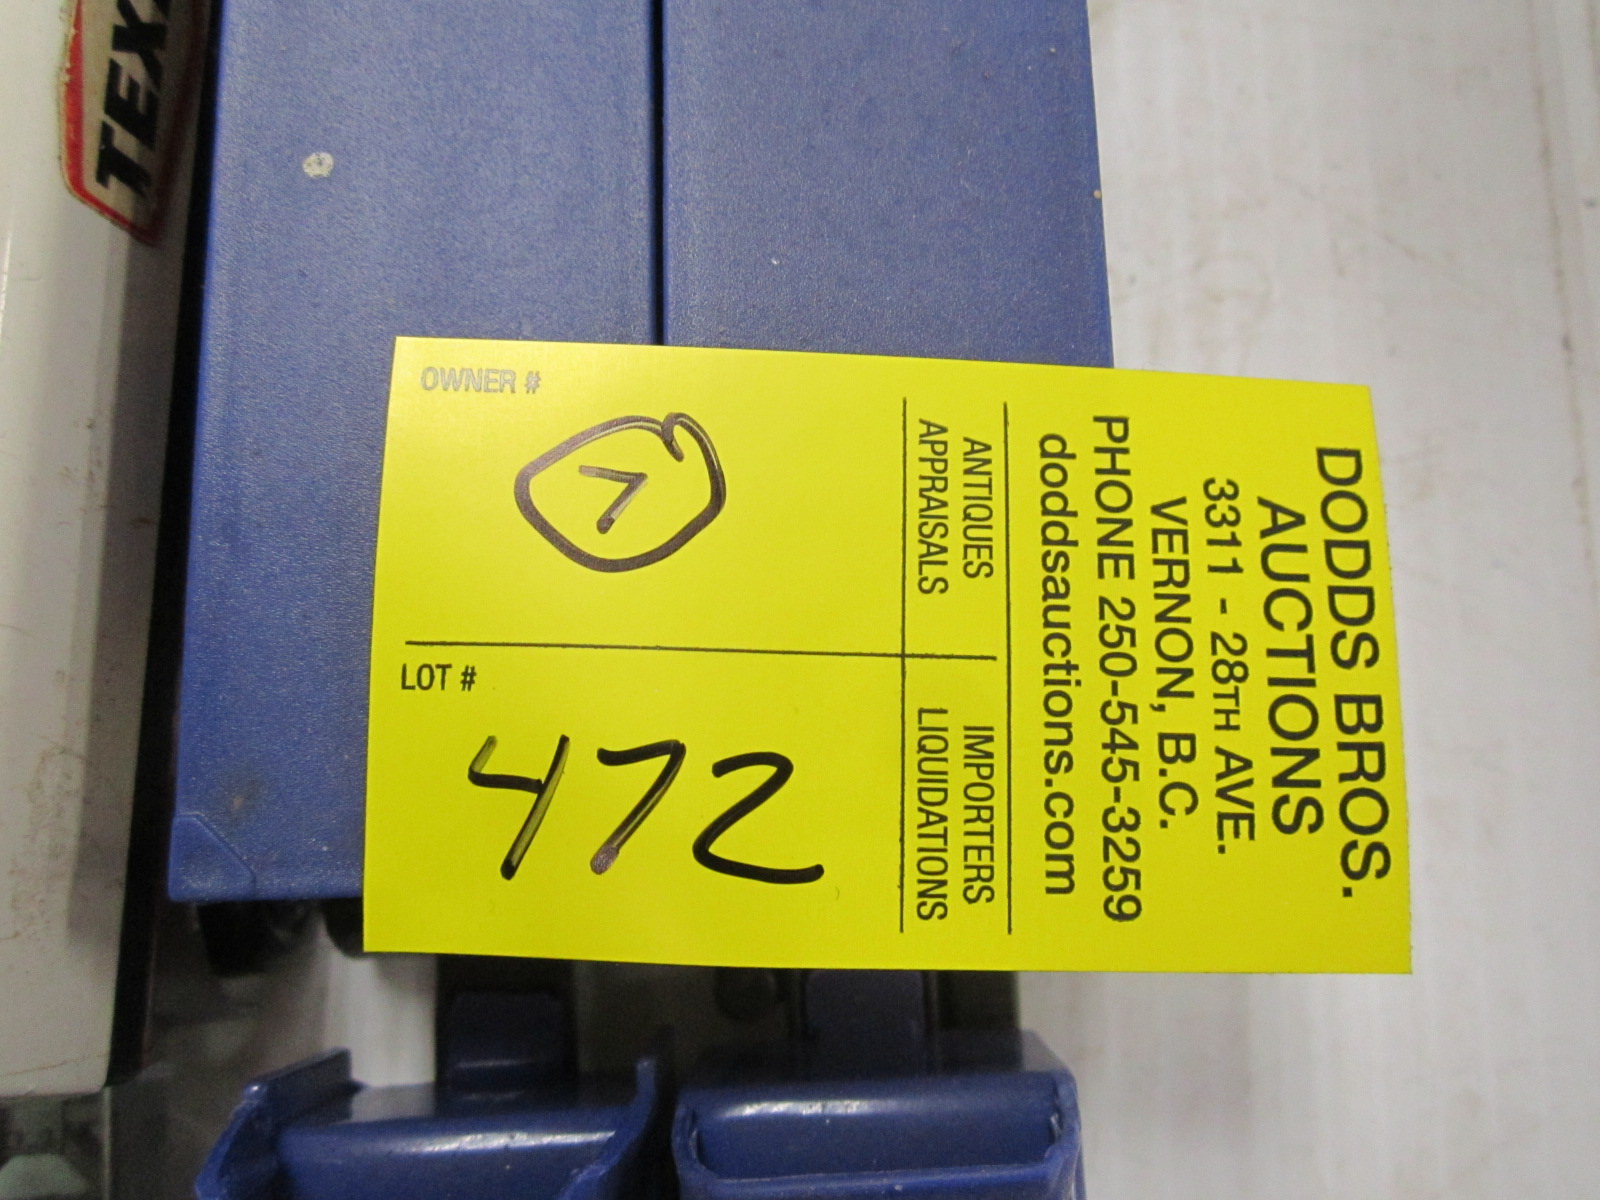 DODDS BROS.
AUCTIONS
3311 - 28TH AVE.
VERNON, B.C.
PHONE 250-545-3259
doddsauctions.com
ANTIQUES
APPRAISALS
IMPORTERS
LIQUIDATIONS
OWNER #
LOT #
472